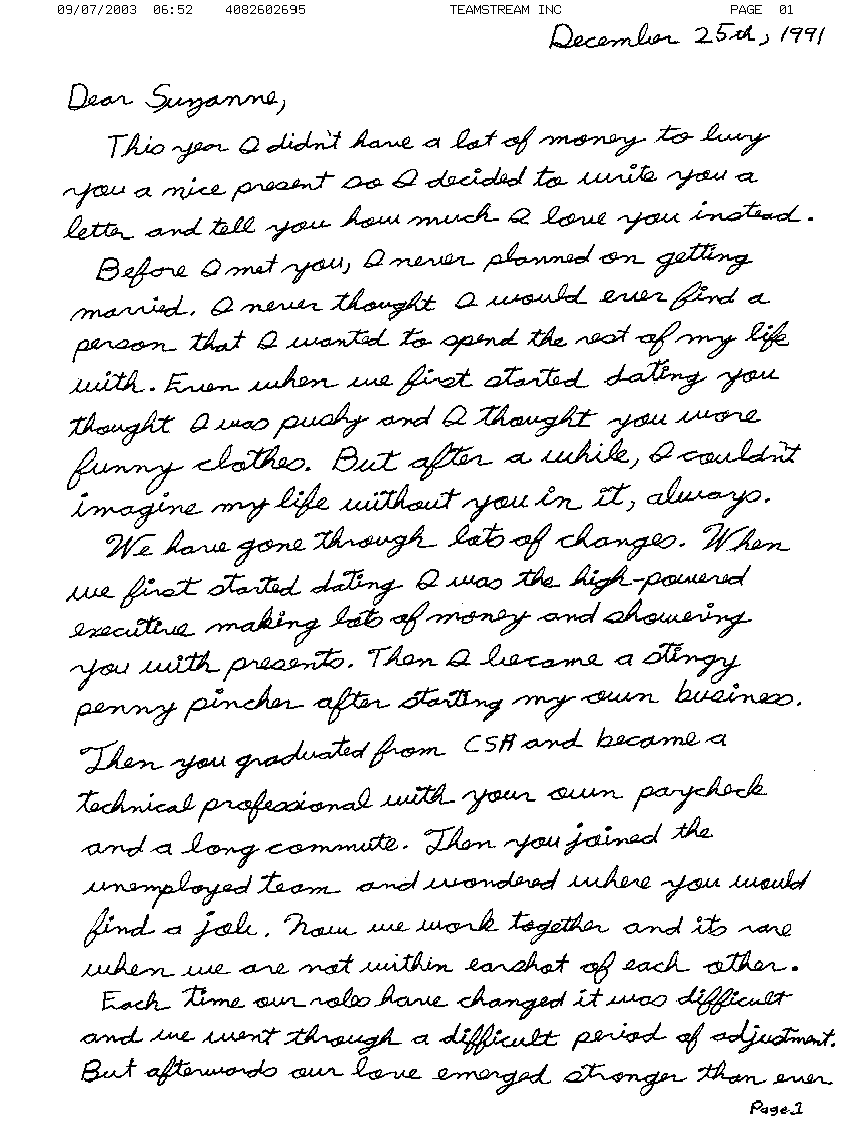 09/07/2003 06:52 4082602695 TEAMSTREAM INC PAGE 01
December 25th, 1991
Dear Suzanne,
This year I didn't have a lot of money to buy
you a nice present so I decided to write you a
letter and tell you how much I love you instead.
Before I met you, I never planned on getting
married. I never thought I would ever find a
person that I wanted to spend the rest of my life
with. Even when we first started dating you
thought I was pushy and I thought you wore
funny clothes. But after a while, I couldn't
imagine my life without you in it, always.
We have gone through lots of changes. When
we first started dating I was the high-powered
executive making lots of money and showering
you with presents. Then I became a stingy
penny pincher after starting my own business.
Then you graduated from CSA and became a
technical professional with your own paycheck
and a long commute. Then you joined the
unemployed team and wondered where you would
find a job. Now we work together and its rare
when we are not within earshot of each other.
Each time our roles have changed it was difficult
and we went through a difficult period of adjustment.
But afterwards our love emerged stronger than ever
Page 1